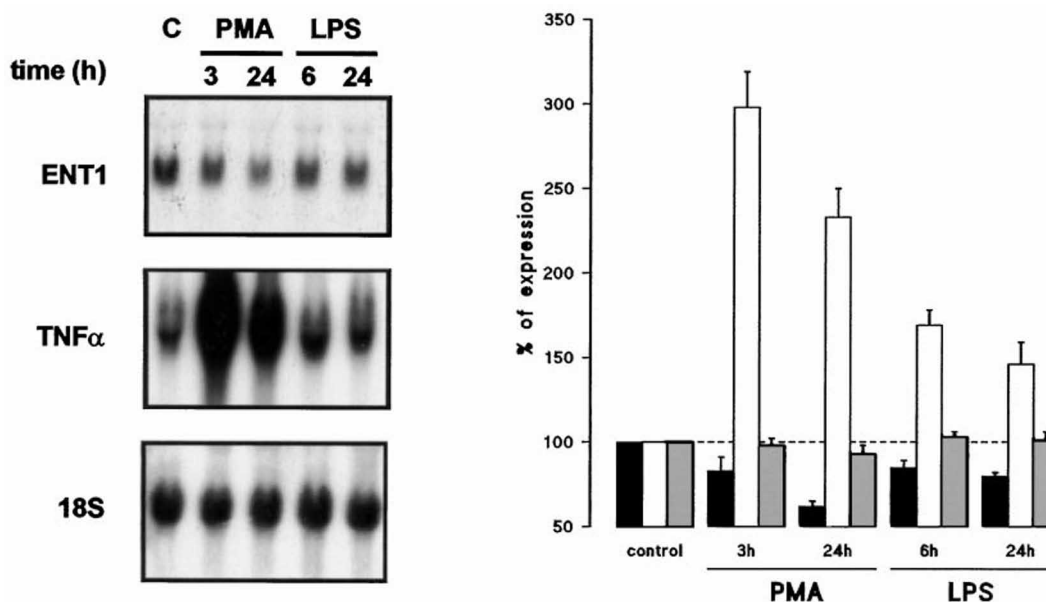 C PMA LPS
time (h) 3 24 6 24
ENT1
TNFα
18S
350
300
250
200
150
100
50
% of expression
control 3h 24h 6h 24h
PMA LPS